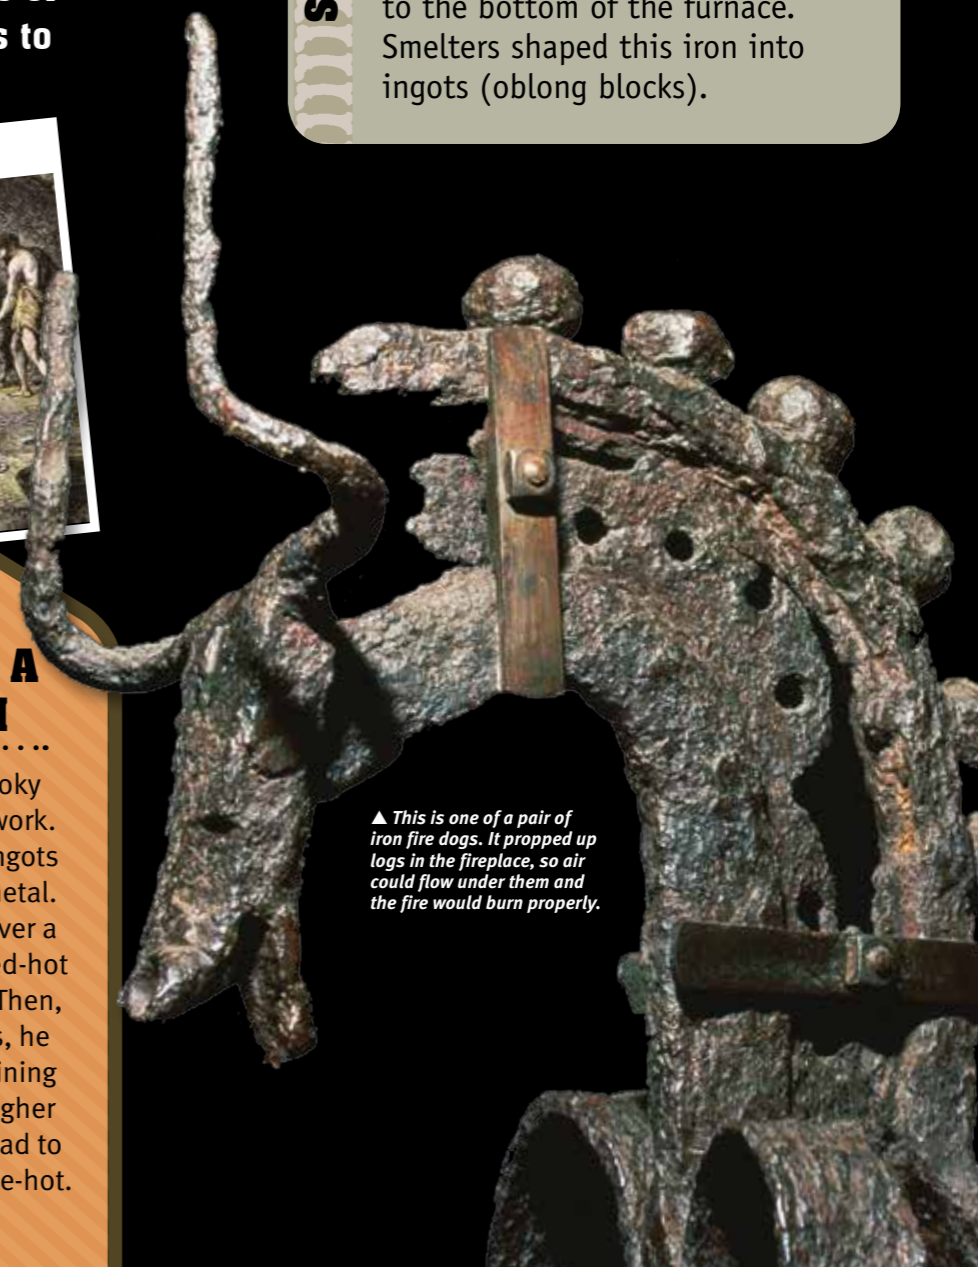 s to
to the bottom of the furnace.
Smelters shaped this iron into
ingots (oblong blocks).
S
A
....
oky
work.
ngots
etal.
ver a
d-hot
Then,
s, he
ining
gher
ad to
e-hot.
▲ This is one of a pair of
iron fire dogs. It propped up
logs in the fireplace, so air
could flow under them and
the fire would burn properly.